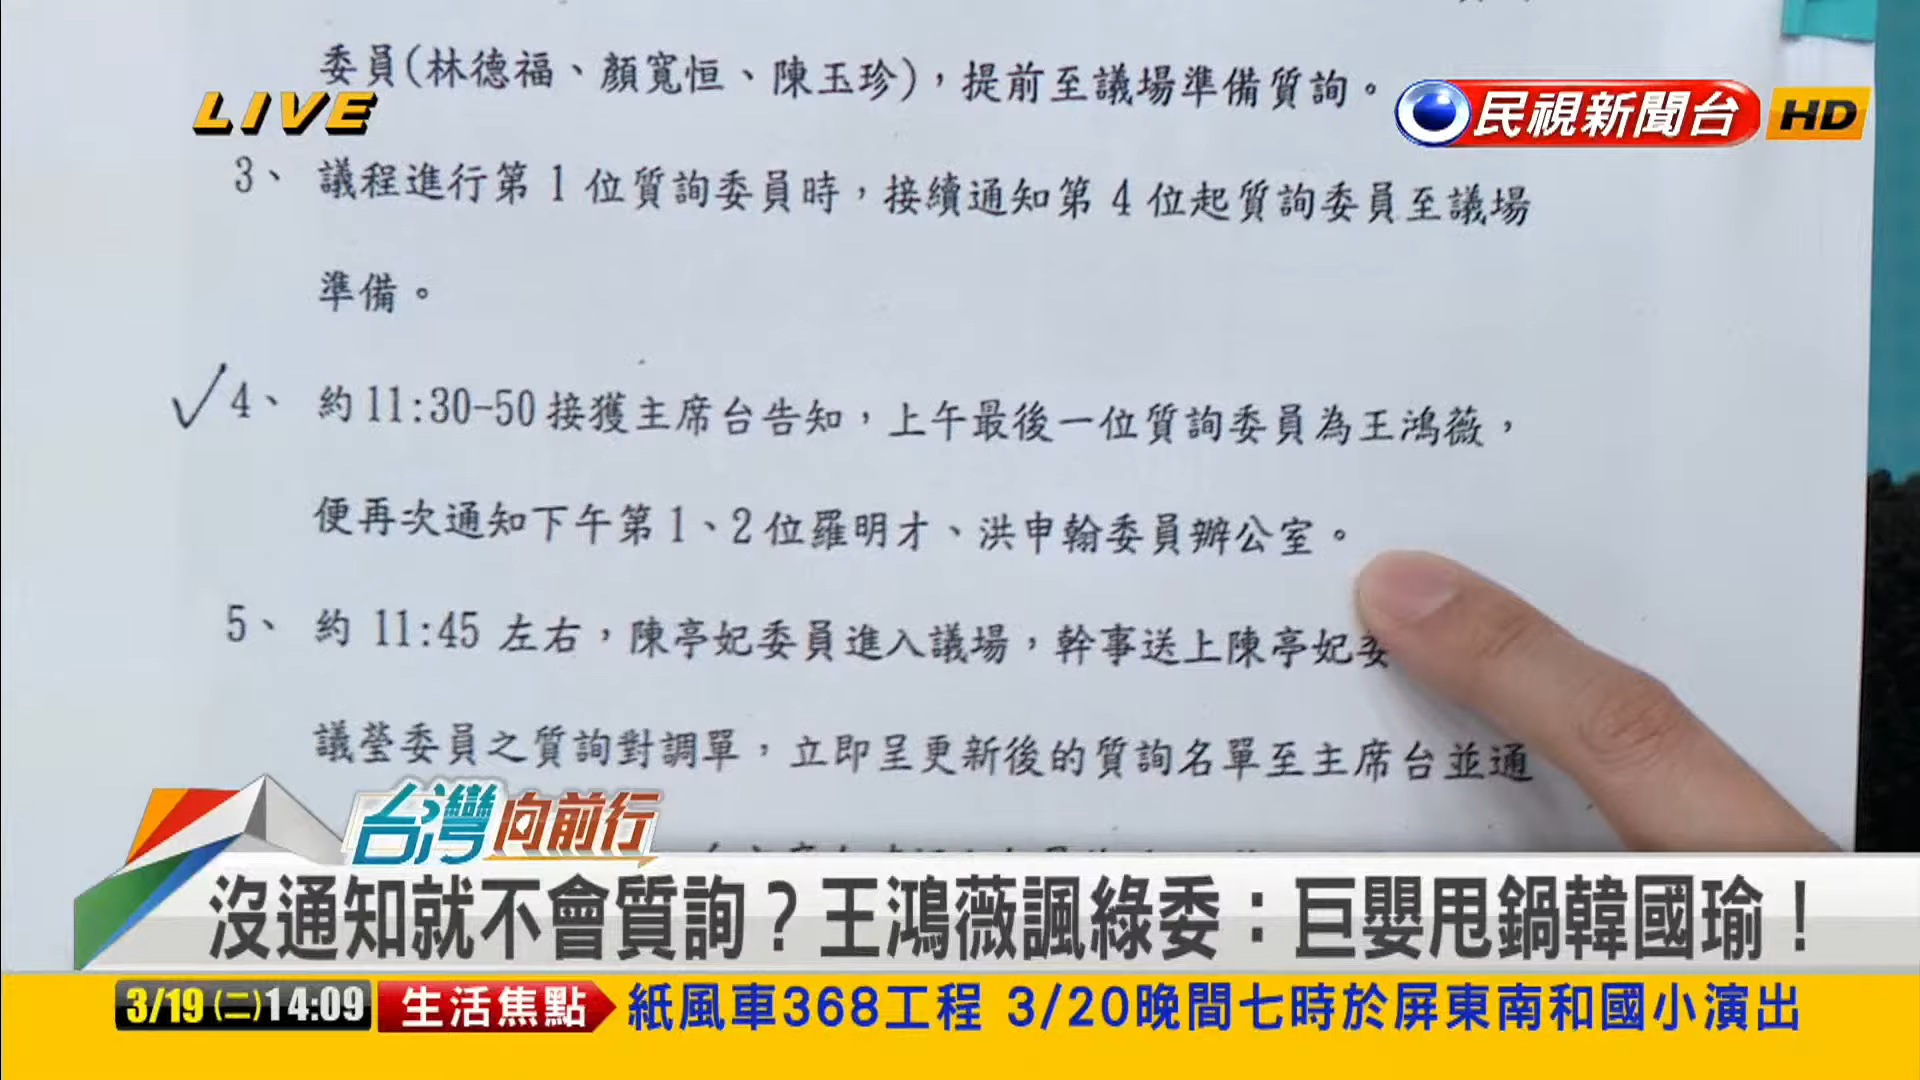 委員(林德福、顏寬恒、陳玉珍)，提前至議場準備質詢。
LIVE
民視新聞台 HD
3、議程進行第1位質詢委員時，接續通知第4位起質詢委員至議場
準備。
✓4、約11:30-50接獲主席台告知，上午最後一位質詢委員為王鴻薇，
便再次通知下午第1、2位羅明才、洪申翰委員辦公室。
5、約 11:45 左右，陳亭妃委員進入議場，幹事送上陳亭妃委
議瑩委員之質詢對調單，立即呈更新後的質詢名單至主席台並通
台灣向前行
沒通知就不會質詢？王鴻薇諷綠委：巨嬰甩鍋韓國瑜！
3/19(二)14:09 生活焦點 紙風車368工程 3/20晚間七時於屏東南和國小演出